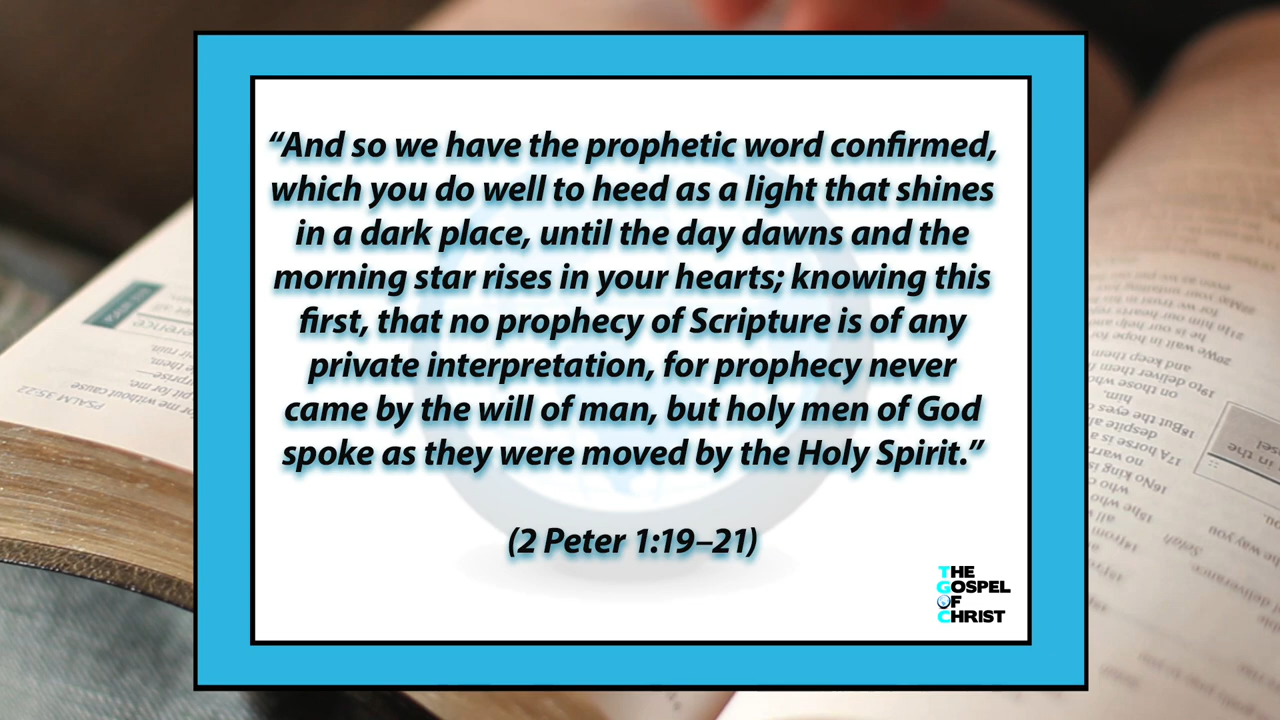 “And so we have the prophetic word confirmed,
which you do well to heed as a light that shines
in a dark place, until the day dawns and the
morning star rises in your hearts; knowing this
first, that no prophecy of Scripture is of any
private interpretation, for prophecy never
came by the will of man, but holy men of God
spoke as they were moved by the Holy Spirit.”
(2 Peter 1:19–21)
THE
GOSPEL
OF
CHRIST
PSALM 35:22